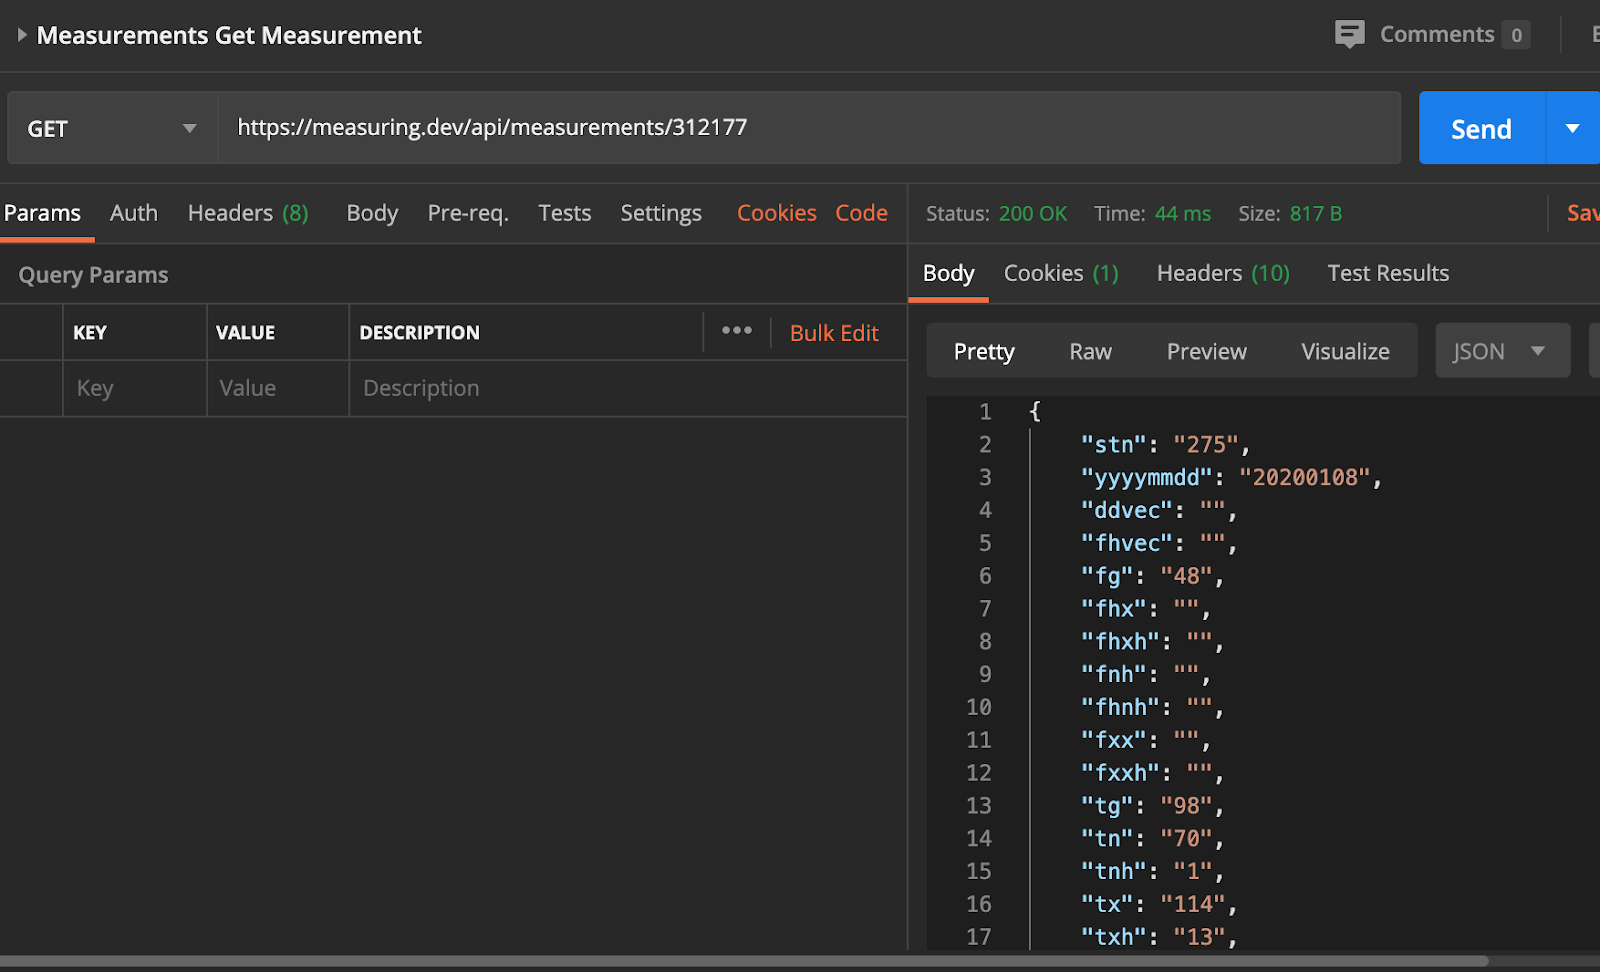 Measurements Get Measurement
Comments 0
GET https://measuring.dev/api/measurements/312177 Send
Params Auth Headers (8) Body Pre-req. Tests Settings Cookies Code
Query Params
KEY VALUE DESCRIPTION ••• Bulk Edit
Key Value Description
Status: 200 OK Time: 44 ms Size: 817 B
Body Cookies (1) Headers (10) Test Results
Pretty Raw Preview Visualize JSON
1 {
2 "stn": "275",
3 "yyyymmdd": "20200108",
4 "ddvec": "",
5 "fhvec": "",
6 "fg": "48",
7 "fhx": "",
8 "fhxh": "",
9 "fnh": "",
10 "fhnh": "",
11 "fxx": "",
12 "fxxh": "",
13 "tg": "98",
14 "tn": "70",
15 "tnh": "1",
16 "tx": "114",
17 "txh": "13",